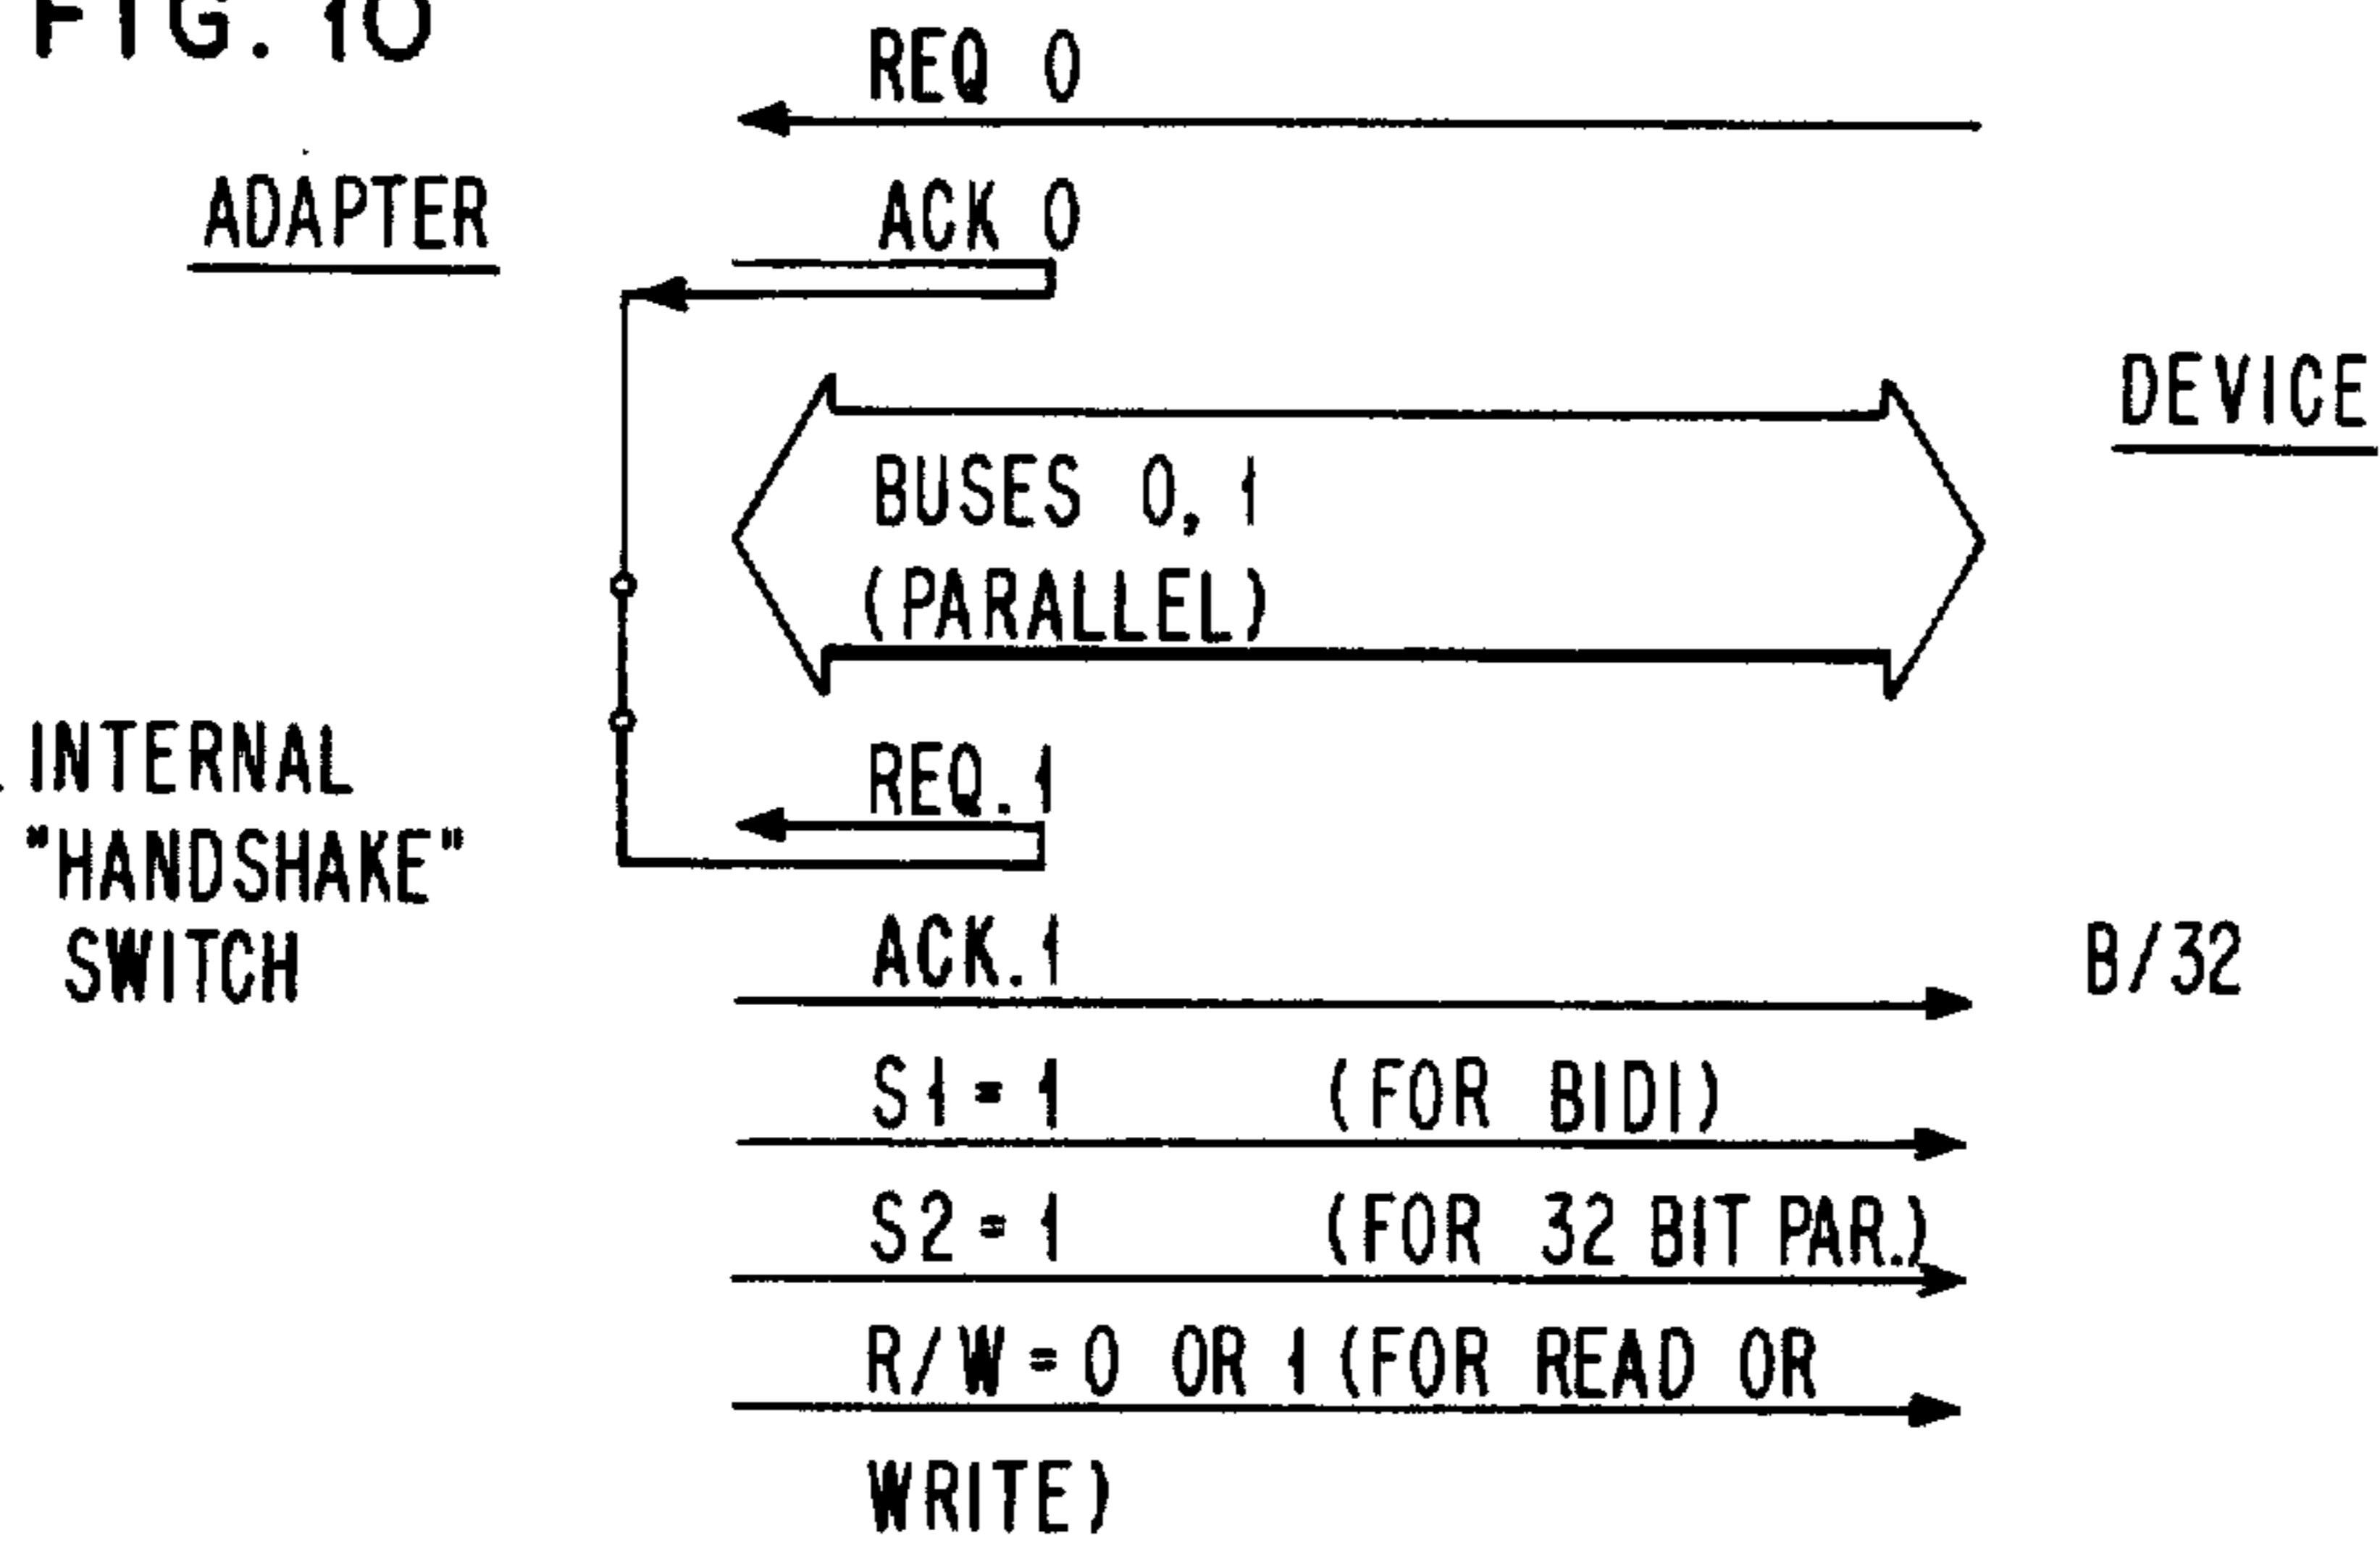 FIG. 10
REQ 0
ADAPTER
ACK 0
DEVICE
BUSES 0, 1
(PARALLEL)
INTERNAL
"HANDSHAKE"
SWITCH
REQ. 1
ACK. 1
B/32
S1 = 1 (FOR BIDI)
S2 = 1 (FOR 32 BIT PAR.)
R/W = 0 OR 1 (FOR READ OR
WRITE)